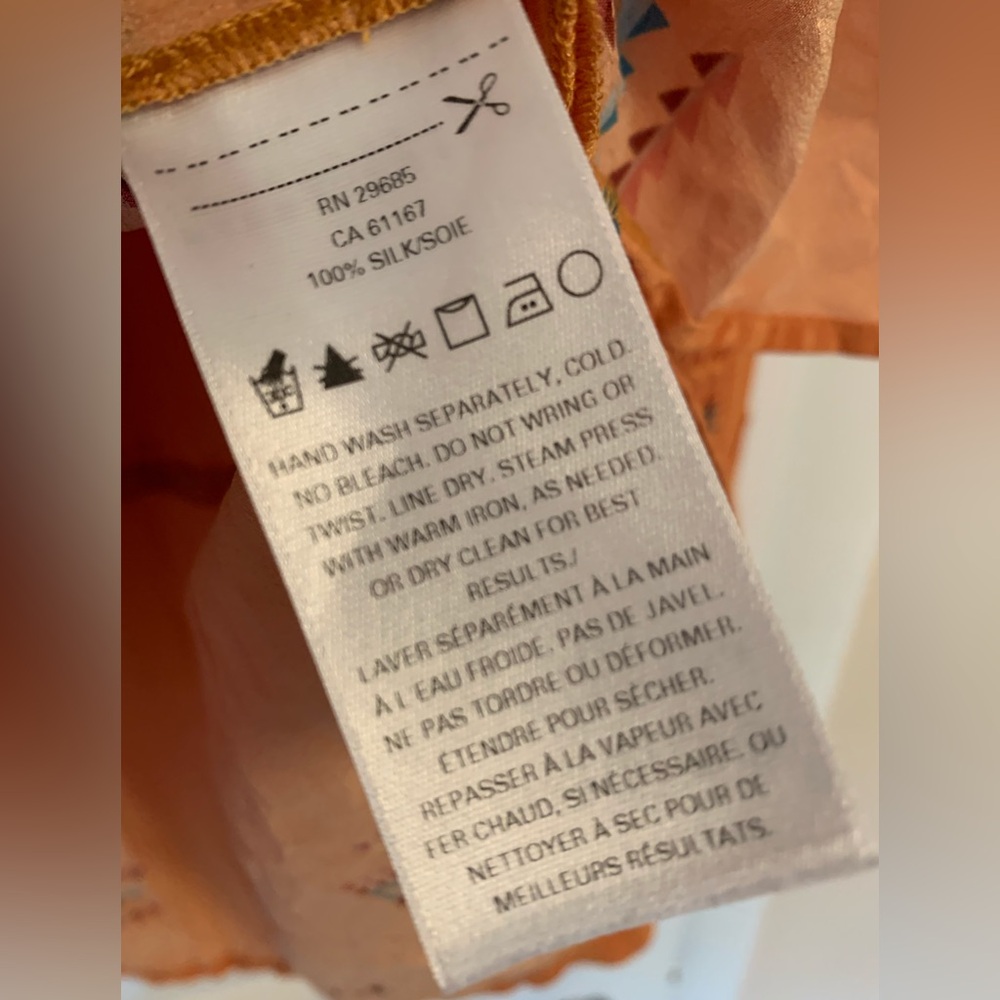 RN 29685
CA 61167
100% SILK/SOIE
HAND WASH SEPARATELY, COLD.
NO BLEACH. DO NOT WRING OR
TWIST. LINE DRY. STEAM PRESS
WITH WARM IRON, AS NEEDED.
OR DRY CLEAN FOR BEST
RESULTS./
LAVER SÉPARÉMENT À LA MAIN
À L'EAU FROIDE. PAS DE JAVEL.
NE PAS TORDRE OU DÉFORMER.
ÉTENDRE POUR SÉCHER.
REPASSER À LA VAPEUR AVEC
FER CHAUD, SI NÉCESSAIRE. OU
NETTOYER À SEC POUR DE
MEILLEURS RÉSULTATS.